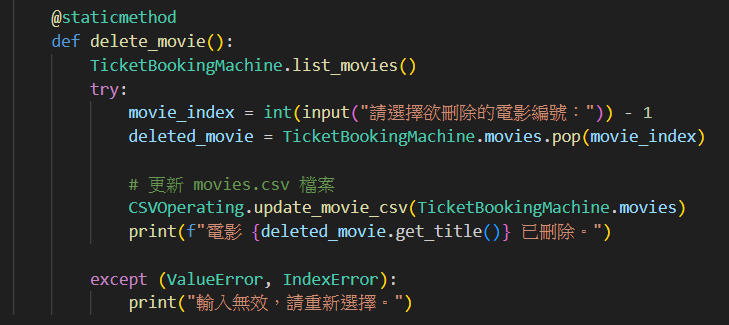 @staticmethod
def delete_movie():
TicketBookingMachine.list_movies()
try:
movie_index = int(input("請選擇欲刪除的電影編號：")) - 1
deleted_movie = TicketBookingMachine.movies.pop(movie_index)
# 更新 movies.csv 檔案
CSVOperating.update_movie_csv(TicketBookingMachine.movies)
print(f"電影 {deleted_movie.get_title()} 已刪除。")
except (ValueError, IndexError):
print("輸入無效，請重新選擇。")